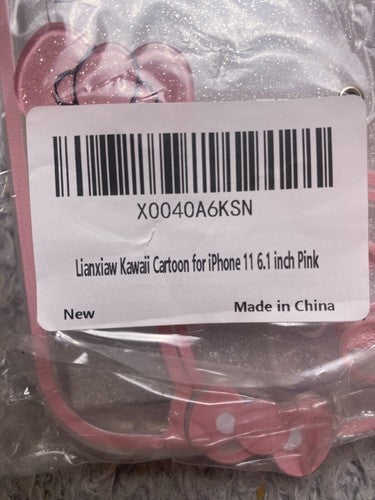 X0040A6KSN
Lianxiaw Kawaii Cartoon for iPhone 11 6.1 inch Pink
New
Made in China